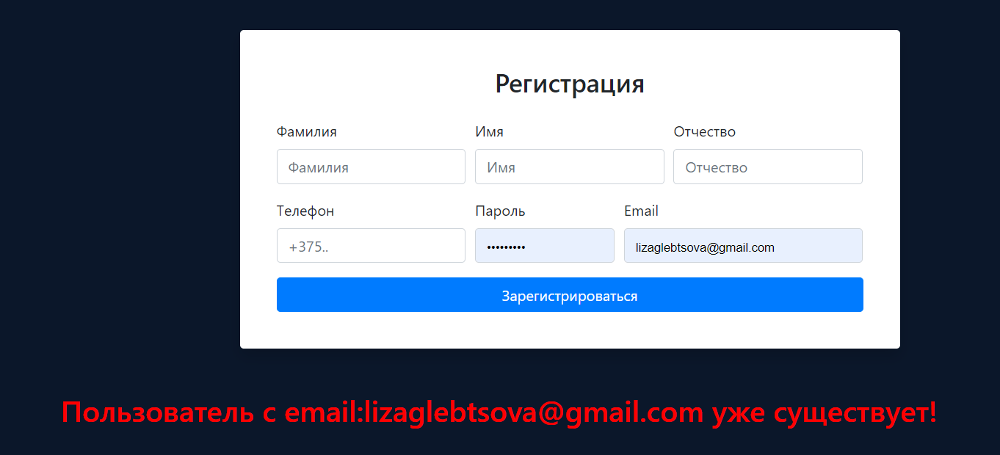 Регистрация
Фамилия Имя Отчество
Фамилия Имя Отчество
Телефон Пароль Email
+375.. ••••••••• lizaglebtsova@gmail.com
Зарегистрироваться
Пользователь с email:lizaglebtsova@gmail.com уже существует!